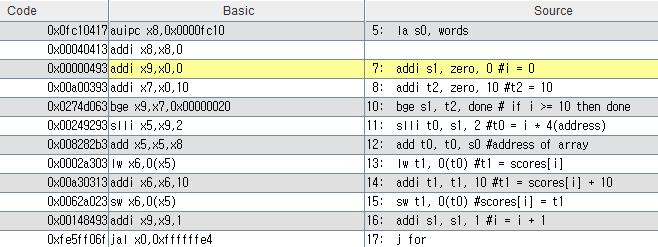 Code Basic Source
0x0fc10417 auipc x8,0x0000fc10 5: la s0, words
0x00040413 addi x8,x8,0
0x00000493 addi x9,x0,0 7: addi s1, zero, 0 #i = 0
0x00a00393 addi x7,x0,10 8: addi t2, zero, 10 #t2 = 10
0x0274d063 bge x9,x7,0x00000020 10: bge s1, t2, done # if i >= 10 then done
0x00249293 slli x5,x9,2 11: slli t0, s1, 2 #t0 = i * 4(address)
0x008282b3 add x5,x5,x8 12: add t0, t0, s0 #address of array
0x0002a303 lw x6,0(x5) 13: lw t1, 0(t0) #t1 = scores[i]
0x00a30313 addi x6,x6,10 14: addi t1, t1, 10 #t1 = scores[i] + 10
0x0062a023 sw x6,0(x5) 15: sw t1, 0(t0) #scores[i] = t1
0x00148493 addi x9,x9,1 16: addi s1, s1, 1 #i = i + 1
0xfe5ff06f jal x0,0xffffffe4 17: j for